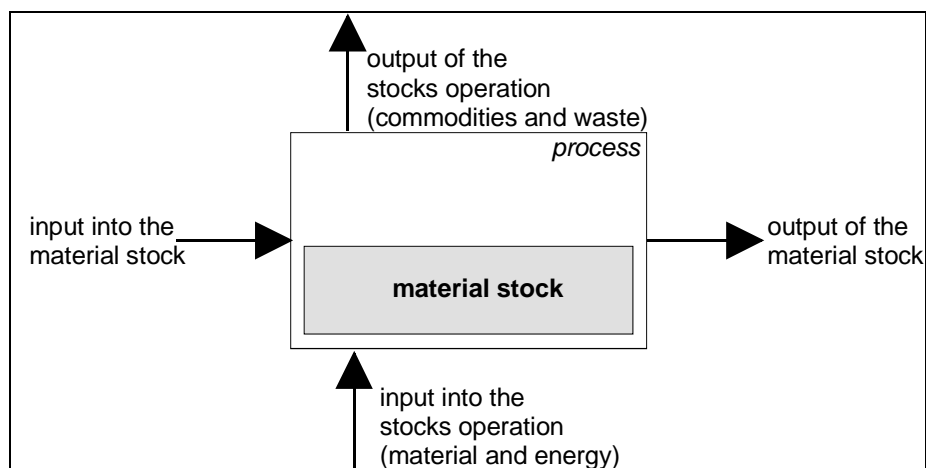 output of the
stocks operation
(commodities and waste)
process
input into the
material stock
output of the
material stock
material stock
input into the
stocks operation
(material and energy)